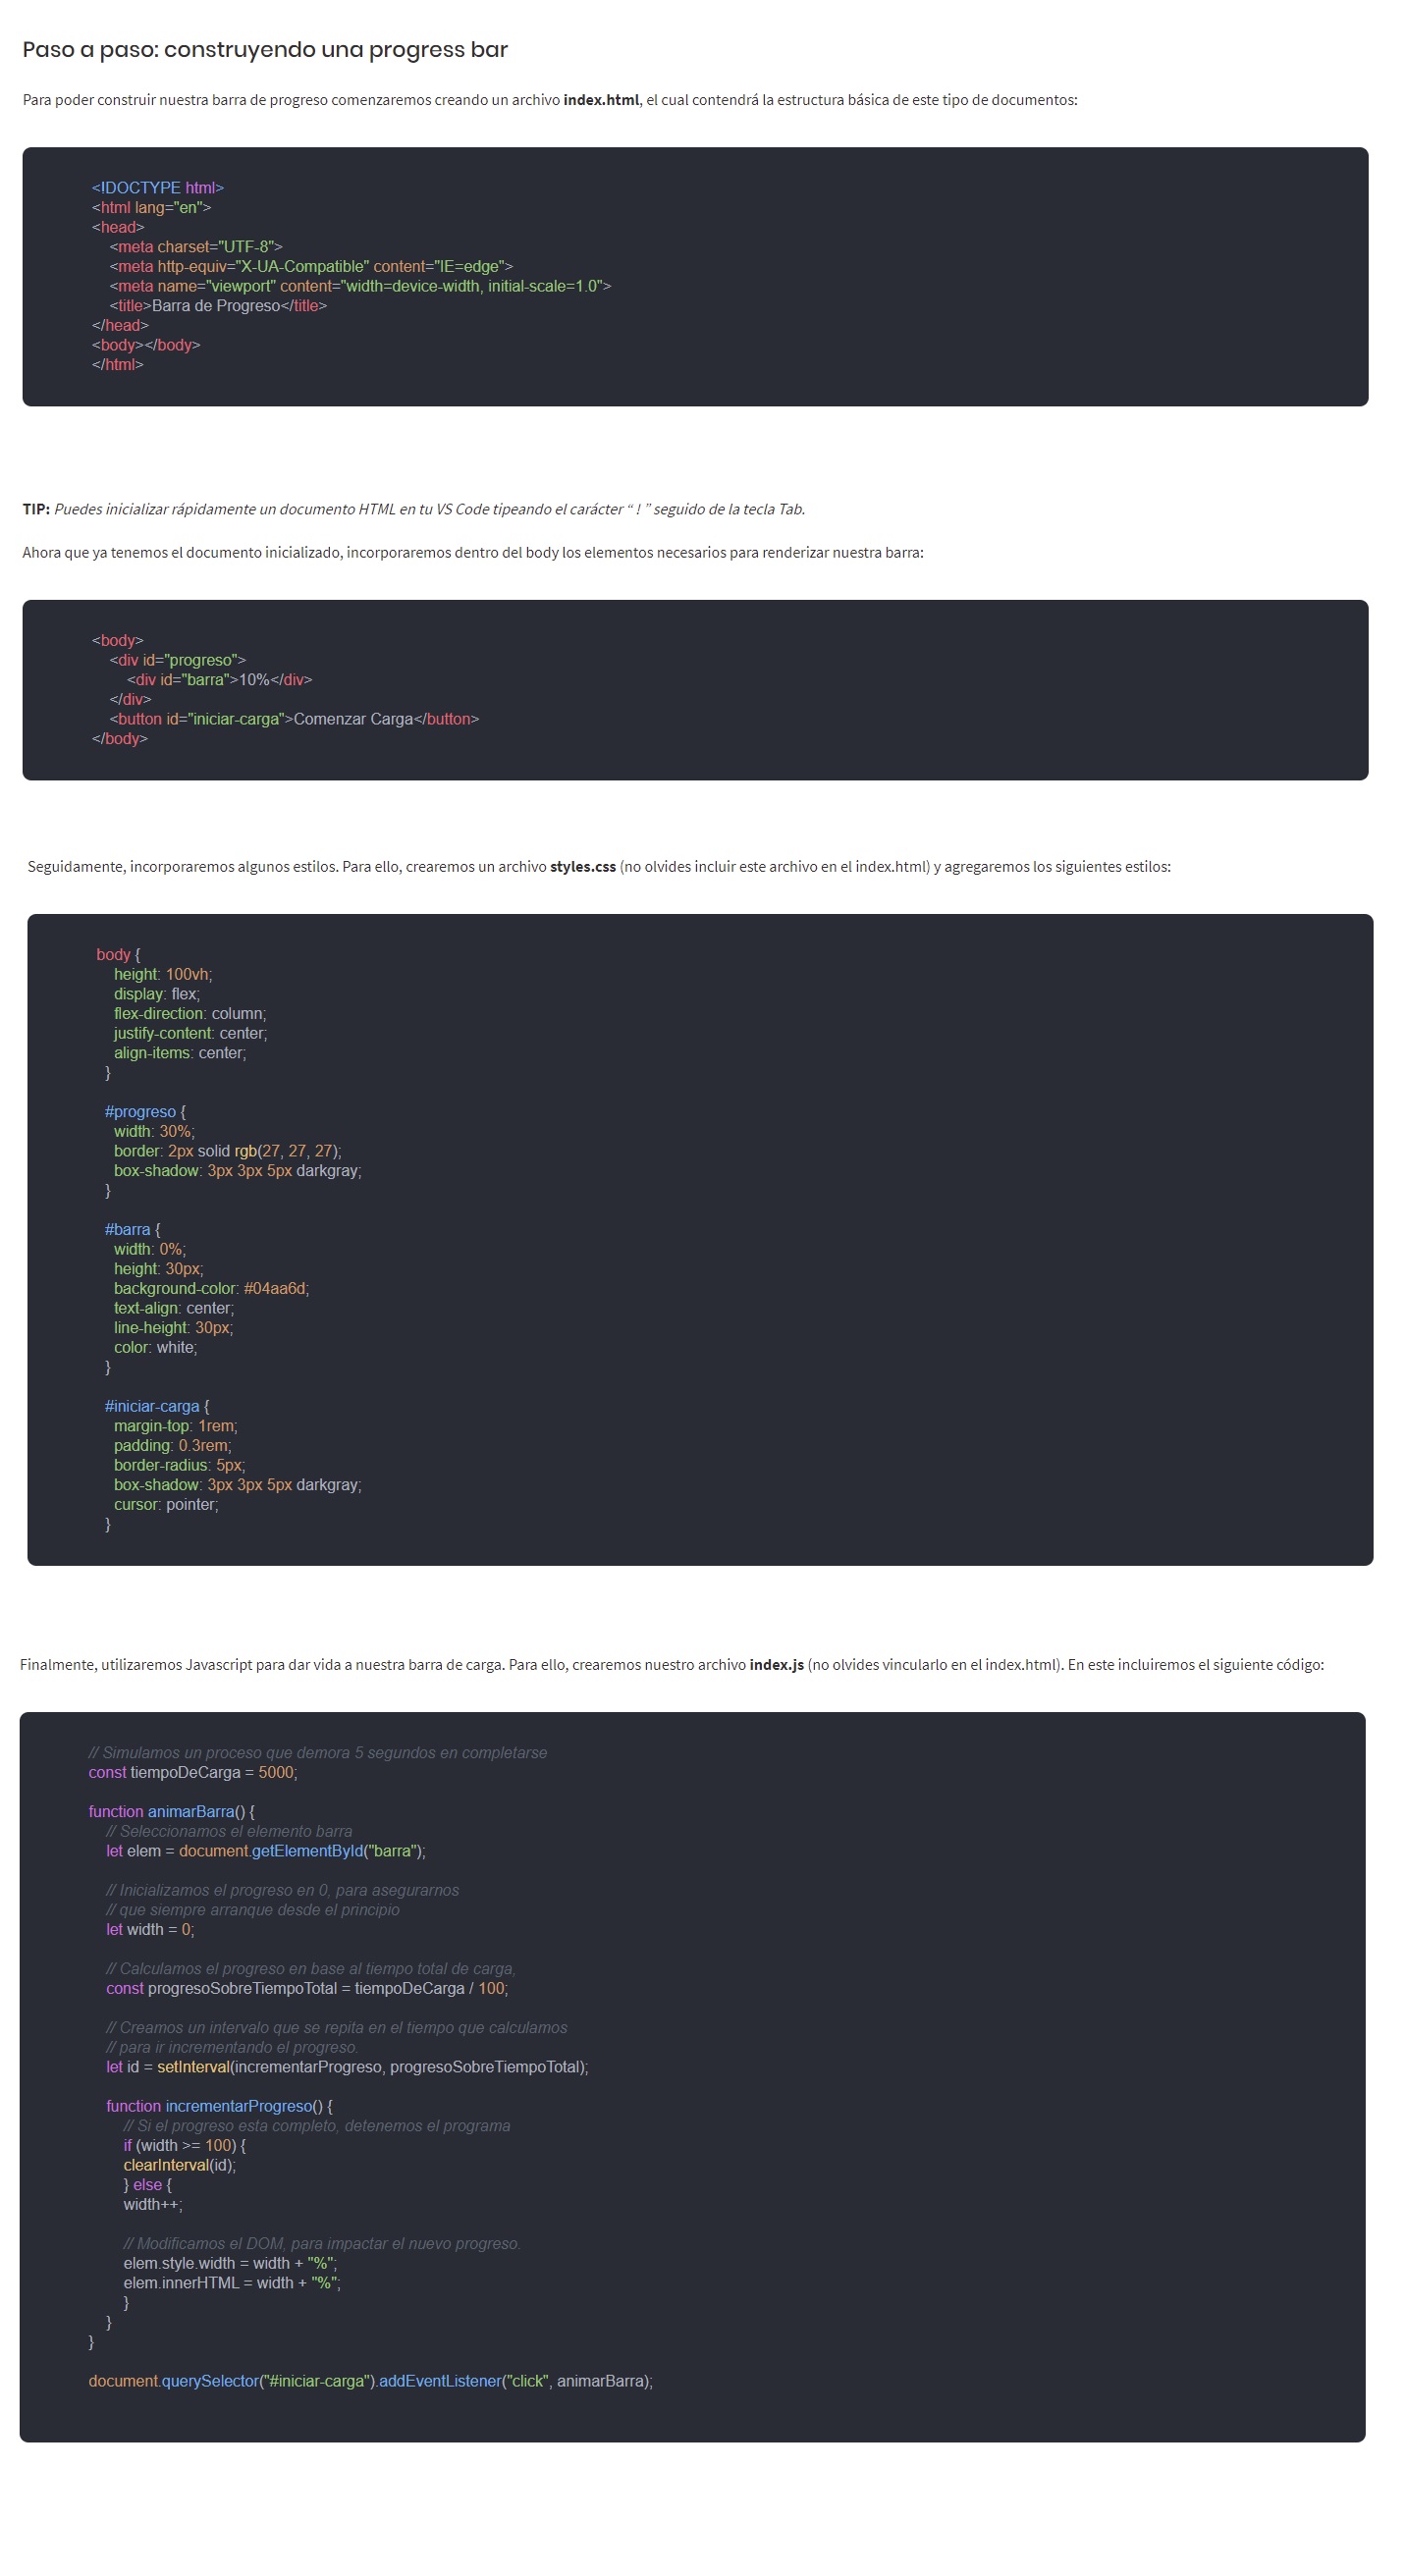 Paso a paso: construyendo una progress bar
Para poder construir nuestra barra de progreso comenzaremos creando un archivo index.html, el cual contendrá la estructura básica de este tipo de documentos:
<!DOCTYPE html>
<html lang="en">
<head>
<meta charset="UTF-8">
<meta http-equiv="X-UA-Compatible" content="IE=edge">
<meta name="viewport" content="width=device-width, initial-scale=1.0">
<title>Barra de Progreso</title>
</head>
<body></body>
</html>
TIP: Puedes inicializar rápidamente un documento HTML en tu VS Code tipeando el carácter “ ! ” seguido de la tecla Tab.
Ahora que ya tenemos el documento inicializado, incorporaremos dentro del body los elementos necesarios para renderizar nuestra barra:
<body>
<div id="progreso">
<div id="barra">10%</div>
</div>
<button id="iniciar-carga">Comenzar Carga</button>
</body>
Seguidamente, incorporaremos algunos estilos. Para ello, crearemos un archivo styles.css (no olvides incluir este archivo en el index.html) y agregaremos los siguientes estilos:
body {
height: 100vh;
display: flex;
flex-direction: column;
justify-content: center;
align-items: center;
}
#progreso {
width: 30%;
border: 2px solid rgb(27, 27, 27);
box-shadow: 3px 3px 5px darkgray;
}
#barra {
width: 0%;
height: 30px;
background-color: #04aa6d;
text-align: center;
line-height: 30px;
color: white;
}
#iniciar-carga {
margin-top: 1rem;
padding: 0.3rem;
border-radius: 5px;
box-shadow: 3px 3px 5px darkgray;
cursor: pointer;
}
Finalmente, utilizaremos Javascript para dar vida a nuestra barra de carga. Para ello, crearemos nuestro archivo index.js (no olvides vincularlo en el index.html). En este incluiremos el siguiente código:
// Simulamos un proceso que demora 5 segundos en completarse
const tiempoDeCarga = 5000;
function animarBarra() {
// Seleccionamos el elemento barra
let elem = document.getElementById("barra");
// Inicializamos el progreso en 0, para asegurarnos
// que siempre arranque desde el principio
let width = 0;
// Calculamos el progreso en base al tiempo total de carga,
const progresoSobreTiempoTotal = tiempoDeCarga / 100;
// Creamos un intervalo que se repita en el tiempo que calculamos
// para ir incrementando el progreso.
let id = setInterval(incrementarProgreso, progresoSobreTiempoTotal);
function incrementarProgreso() {
// Si el progreso esta completo, detenemos el programa
if (width >= 100) {
clearInterval(id);
} else {
width++;
// Modificamos el DOM, para impactar el nuevo progreso.
elem.style.width = width + "%";
elem.innerHTML = width + "%";
}
}
}
document.querySelector("#iniciar-carga").addEventListener("click", animarBarra);